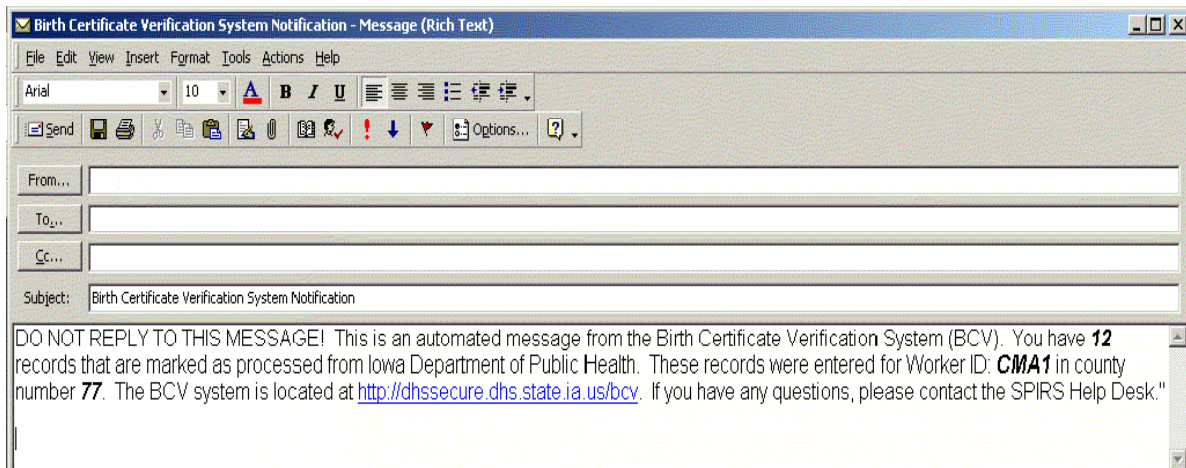 Birth Certificate Verification System Notification - Message (Rich Text)
File Edit View Insert Format Tools Actions Help
Arial 10 A B I U
Send Options...
From...
To...
Cc...
Subject: Birth Certificate Verification System Notification
DO NOT REPLY TO THIS MESSAGE! This is an automated message from the Birth Certificate Verification System (BCV). You have 12
records that are marked as processed from Iowa Department of Public Health. These records were entered for Worker ID: CMA1 in county
number 77. The BCV system is located at http://dhssecure.dhs.state.ia.us/bcv. If you have any questions, please contact the SPIRS Help Desk."